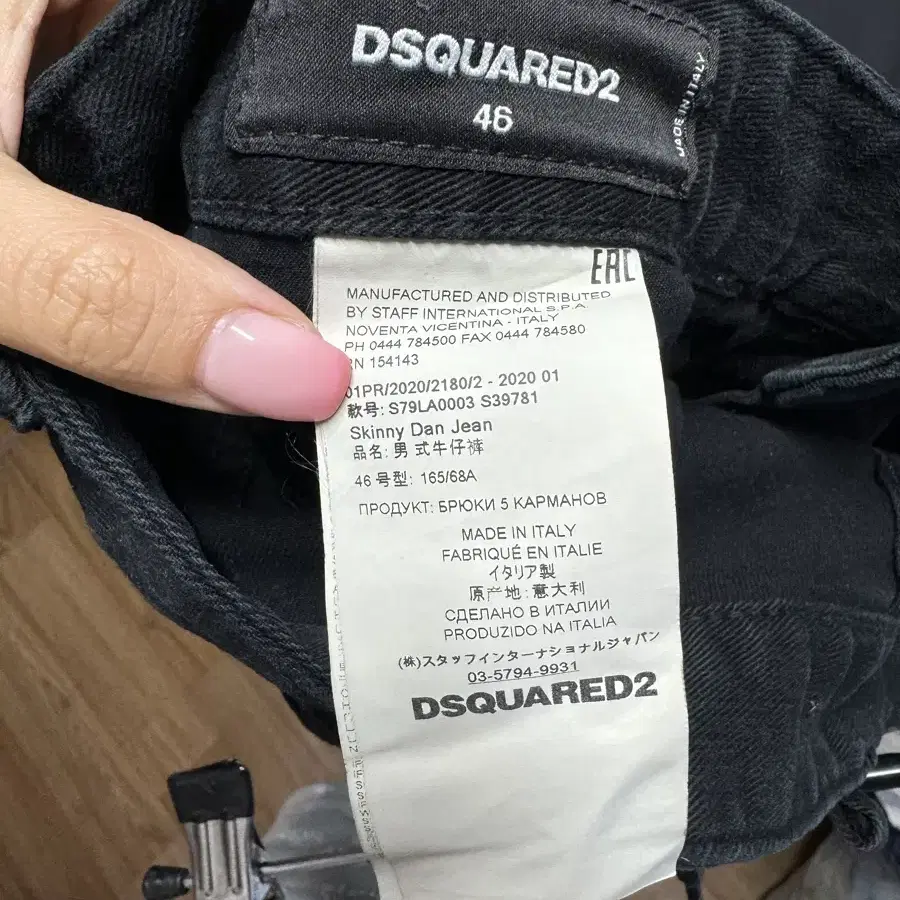 DSQUARED2
46
MADE IN ITALY
EAC
MANUFACTURED AND DISTRIBUTED
BY STAFF INTERNATIONAL S.P.A.
NOVENTA VICENTINA - ITALY
PH 0444 784500 FAX 0444 784580
RN 154143
01PR/2020/2180/2 - 2020 01
款号: S79LA0003 S39781
Skinny Dan Jean
品名: 男 式牛仔裤
46 号型: 165/68A
ПРОДУКТ: БРЮКИ 5 КАРМАНОВ
MADE IN ITALY
FABRIQUÉ EN ITALIE
イタリア製
原产地: 意大利
СДЕЛАНО В ИТАЛИИ
PRODUZIDO NA ITALIA
(株)スタッフインターナショナルジャパン
03-5794-9931
DSQUARED2